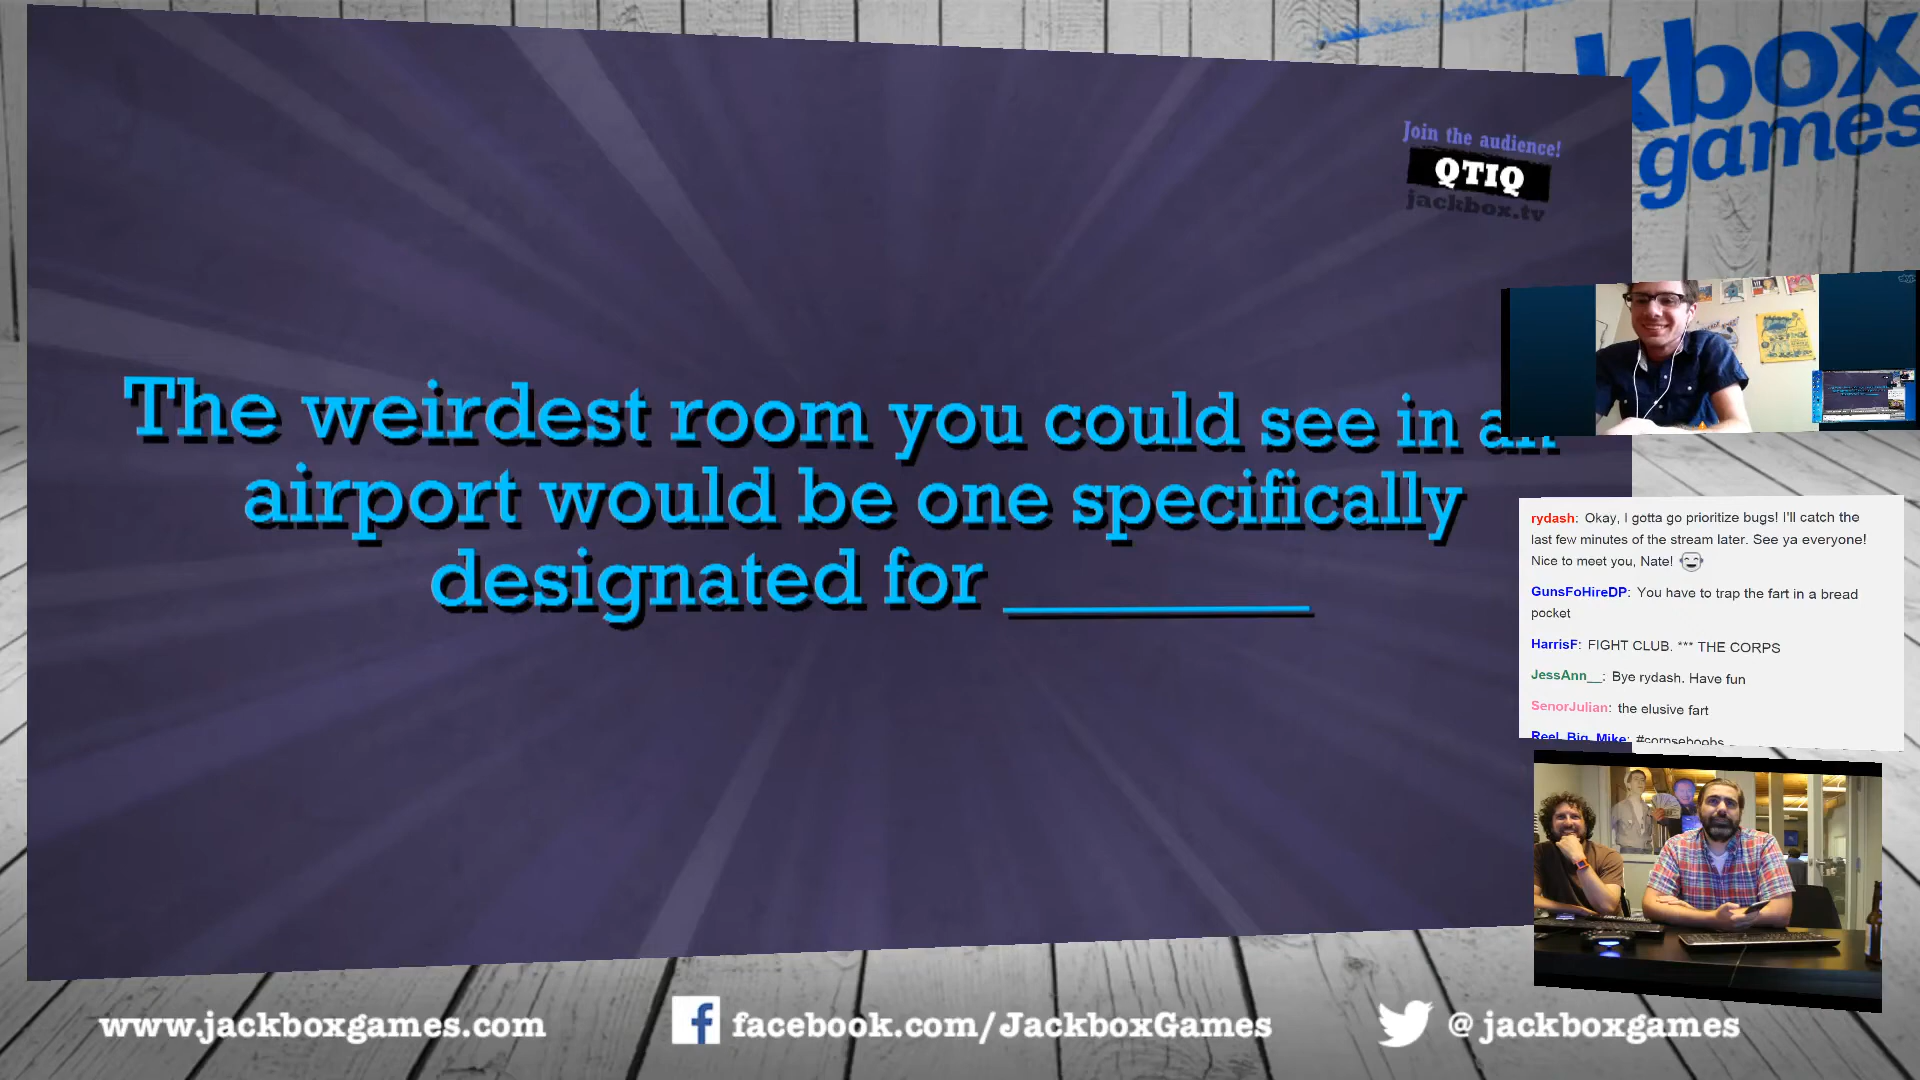 kbox
games
Join the audience!
QTIQ
jackbox.tv
The weirdest room you could see in an
airport would be one specifically
designated for
rydash: Okay, I gotta go prioritize bugs! I'll catch the
last few minutes of the stream later. See ya everyone!
Nice to meet you, Nate!
GunsFoHireDP: You have to trap the fart in a bread
pocket
HarrisF: FIGHT CLUB. *** THE CORPS
JessAnn__: Bye rydash. Have fun
SenorJulian: the elusive fart
Reel_Big_Mike: #corpseboobs
www.jackboxgames.com
facebook.com/JackboxGames
@jackboxgames